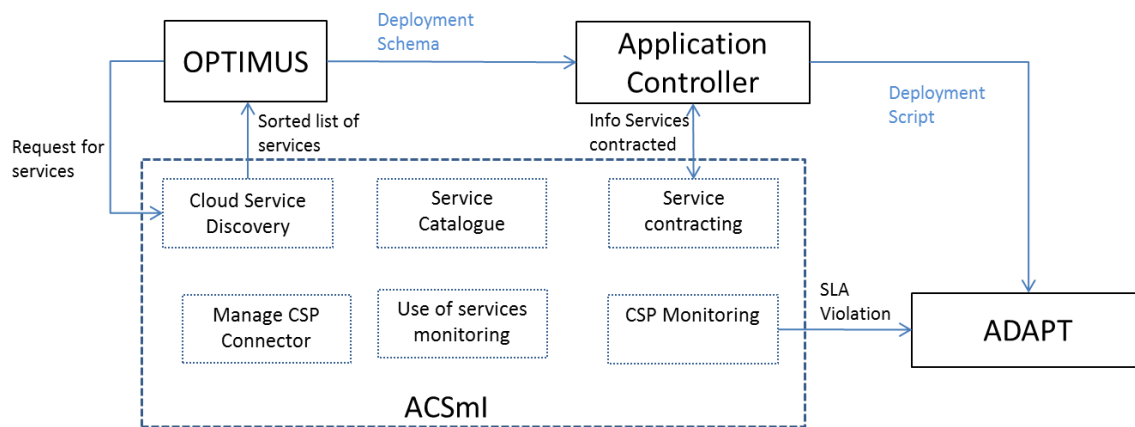 Deployment
Schema
OPTIMUS
Application
Controller
Deployment
Script
Request for
services
Sorted list of
services
Info Services
contracted
Cloud Service
Discovery
Service
Catalogue
Service
contracting
Manage CSP
Connector
Use of services
monitoring
CSP Monitoring
SLA
Violation
ADAPT
ACSmI